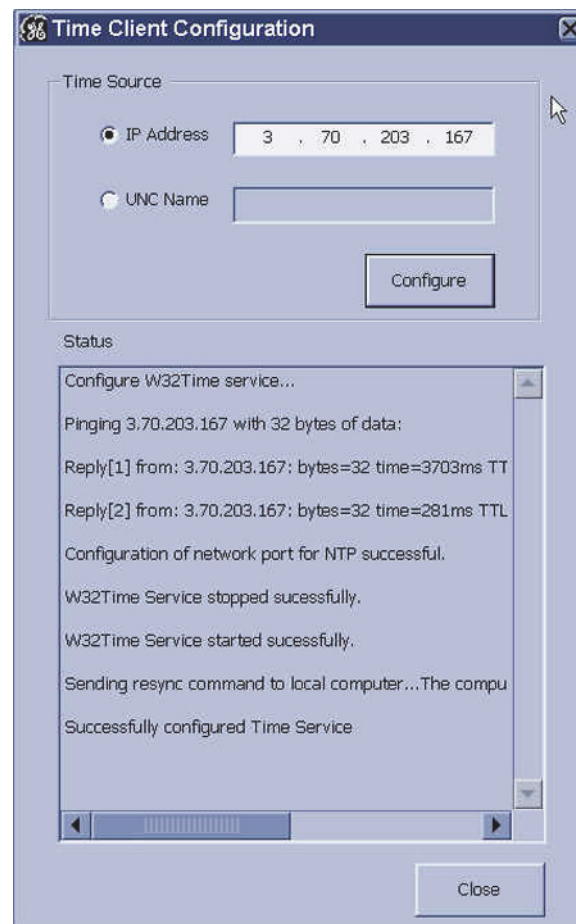 Time Client Configuration
Time Source
IP Address 3 . 70 . 203 . 167
UNC Name
Configure
Status
Configure W32Time service...
Pinging 3.70.203.167 with 32 bytes of data:
Reply[1] from: 3.70.203.167: bytes=32 time=3703ms TT
Reply[2] from: 3.70.203.167: bytes=32 time=281ms TTL
Configuration of network port for NTP successful.
W32Time Service stopped sucessfully.
W32Time Service started sucessfully.
Sending resync command to local computer...The compu
Successfully configured Time Service
Close